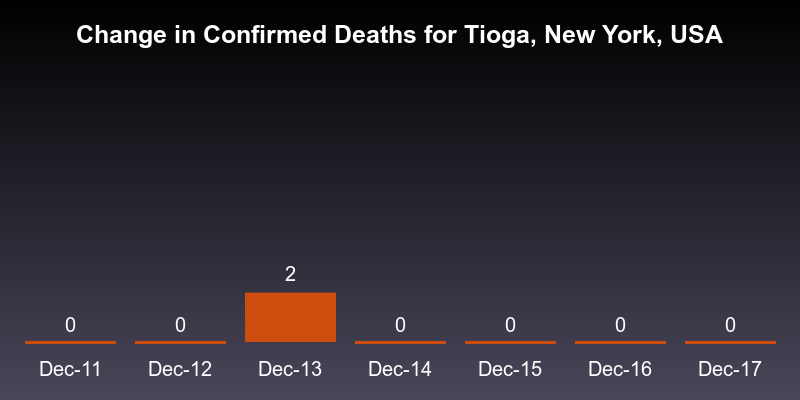 Change in Confirmed Deaths for Tioga, New York, USA
2
0 0 0 0 0 0
Dec-11 Dec-12 Dec-13 Dec-14 Dec-15 Dec-16 Dec-17